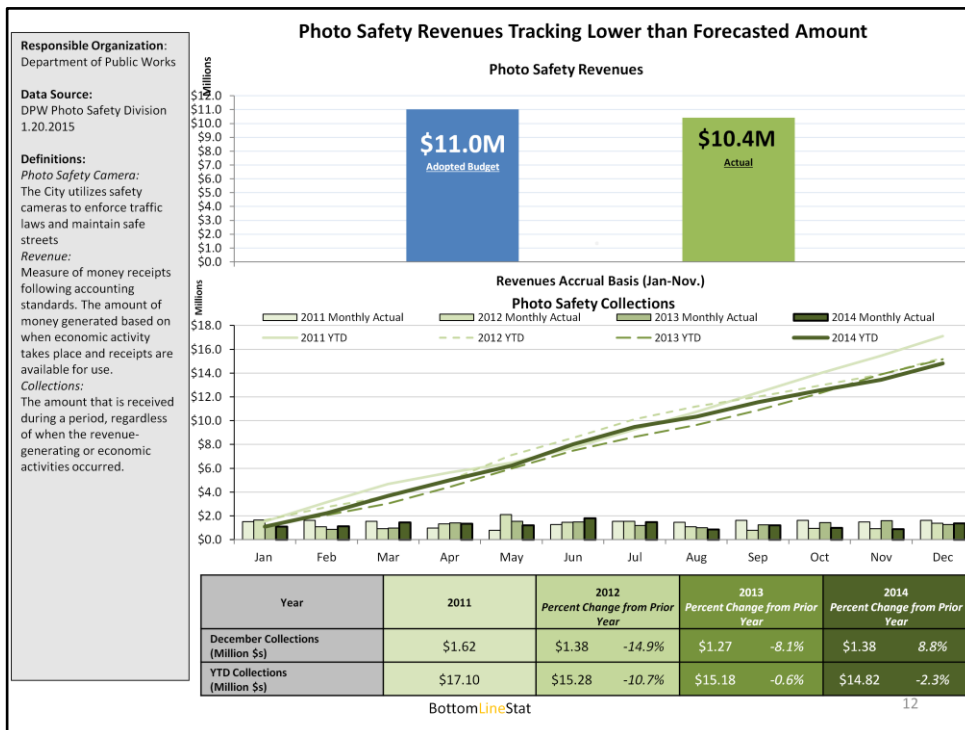 Photo Safety Revenues Tracking Lower than Forecasted Amount
Responsible Organization:
Department of Public Works
Data Source:
DPW Photo Safety Division
1.20.2015
Definitions:
Photo Safety Camera:
The City utilizes safety
cameras to enforce traffic
laws and maintain safe
streets
Revenue:
Measure of money receipts
following accounting
standards. The amount of
money generated based on
when economic activity
takes place and receipts are
available for use.
Collections:
The amount that is received
during a period, regardless
of when the revenue-
generating or economic
activities occurred.
Photo Safety Revenues
Millions
$12.0
$11.0
$10.0
$9.0
$8.0
$7.0
$6.0
$5.0
$4.0
$3.0
$2.0
$1.0
$0.0
$11.0M
Adopted Budget
$10.4M
Actual
Revenues Accrual Basis (Jan-Nov.)
Photo Safety Collections
Millions
2011 Monthly Actual 2012 Monthly Actual 2013 Monthly Actual 2014 Monthly Actual
2011 YTD 2012 YTD 2013 YTD 2014 YTD
$18.0
$16.0
$14.0
$12.0
$10.0
$8.0
$6.0
$4.0
$2.0
$0.0
Jan Feb Mar Apr May Jun Jul Aug Sep Oct Nov Dec
Year
2011
2012
Percent Change from Prior
Year
2013
Percent Change from Prior
Year
2014
Percent Change from Prior
Year
December Collections
(Million $s)
$1.62 $1.38 -14.9% $1.27 -8.1% $1.38 8.8%
YTD Collections
(Million $s)
$17.10 $15.28 -10.7% $15.18 -0.6% $14.82 -2.3%
BottomLineStat
12